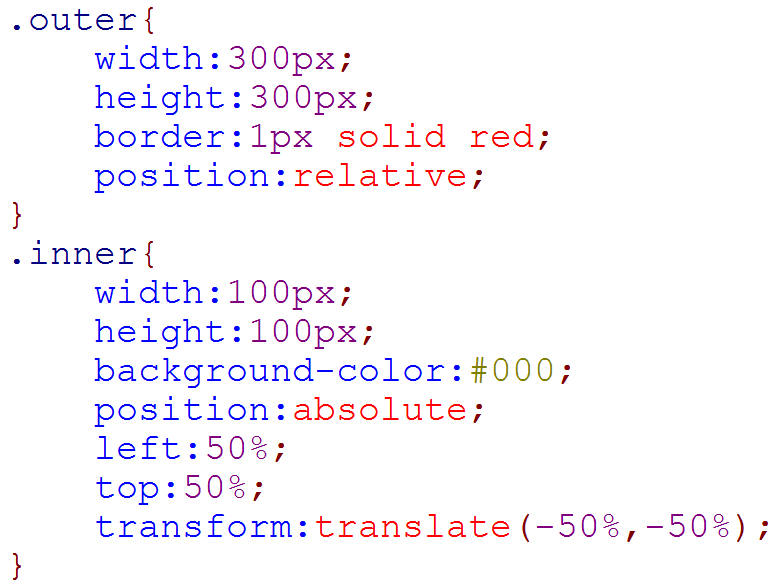 .outer{
    width:300px;
    height:300px;
    border:1px solid red;
    position:relative;
}
.inner{
    width:100px;
    height:100px;
    background-color:#000;
    position:absolute;
    left:50%;
    top:50%;
    transform:translate(-50%,-50%);
}